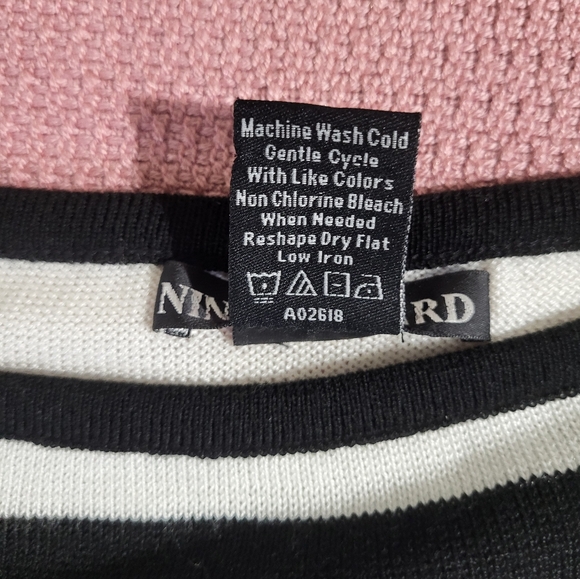 Machine Wash Cold
Gentle Cycle
With Like Colors
Non Chlorine Bleach
When Needed
Reshape Dry Flat
Low Iron
A02618
NIN RD